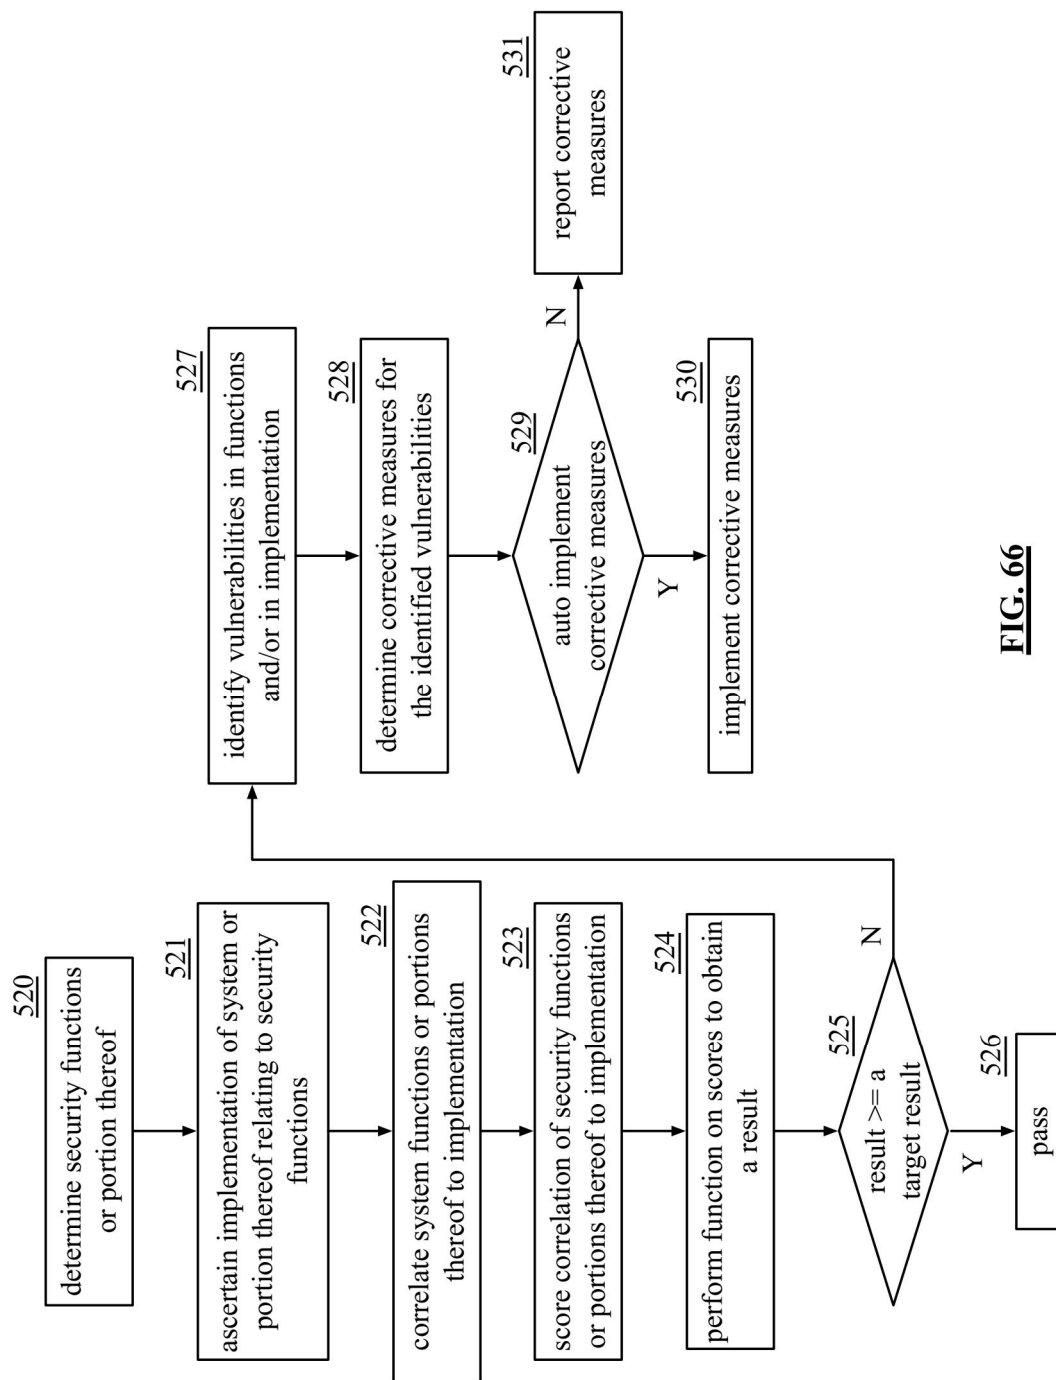 520
determine security functions
or portion thereof
521
ascertain implementation of system or
portion thereof relating to security
functions
522
correlate system functions or portions
thereof to implementation
523
score correlation of security functions
or portions thereof to implementation
524
perform function on scores to obtain
a result
525
result >= a
target result
N
Y
526
pass
527
identify vulnerabilities in functions
and/or in implementation
528
determine corrective measures for
the identified vulnerabilities
529
auto implement
corrective measures
N
Y
530
implement corrective measures
531
report corrective
measures
FIG. 66